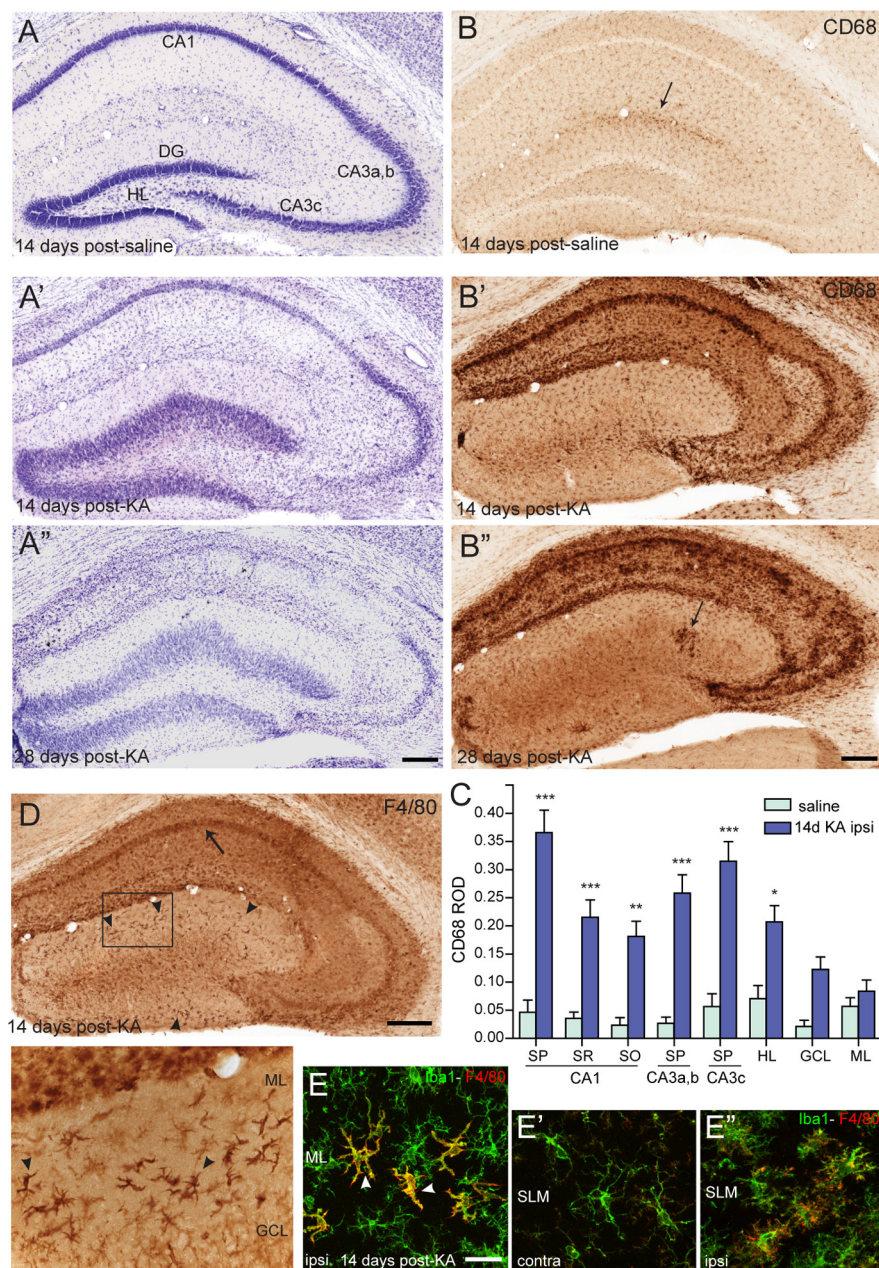 A
CA1
DG
HL
CA3a,b
CA3c
14 days post-saline
B
CD68
14 days post-saline
A'
14 days post-KA
B'
CD68
14 days post-KA
A"
28 days post-KA
B"
28 days post-KA
D
F4/80
14 days post-KA
C
saline
14d KA ipsi
CD68 ROD
0.40
0.35
0.30
0.25
0.20
0.15
0.10
0.05
0.00
***
***
**
***
***
*
SP SR SO SP SP HL GCL ML
CA1 CA3a,b CA3c
ML
GCL
E
Iba1- F4/80
ML
ipsi 14 days post-KA
E'
SLM
contra
E"
Iba1- F4/80
SLM
ipsi